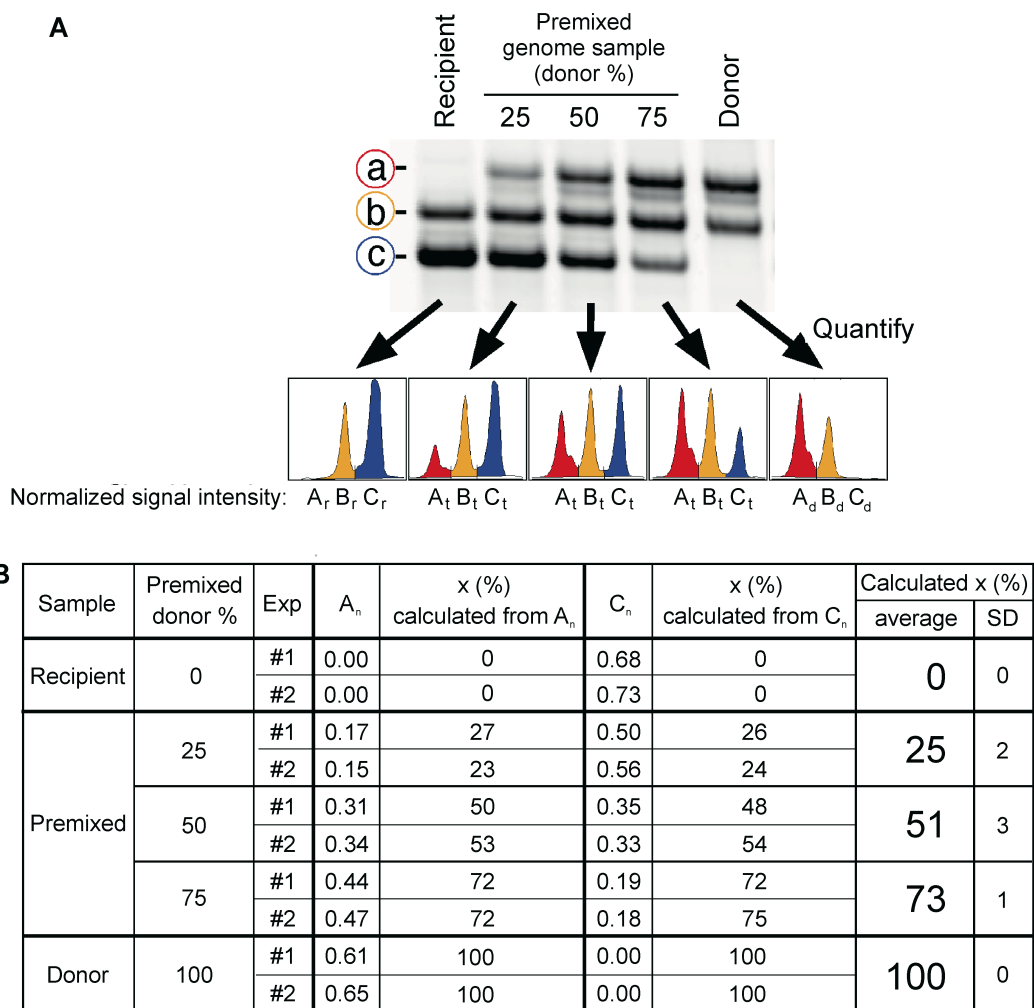 A
Recipient
Premixed
genome sample
(donor %)
Donor
25 50 75
a
b
c
Quantify
Normalized signal intensity: Ar Br Cr At Bt Ct At Bt Ct At Bt Ct Ad Bd Cd
B
Sample Premixed donor % Exp An x (%) calculated from An Cn x (%) calculated from Cn Calculated x (%)
average SD
Recipient 0 #1 0.00 0 0.68 0 0 0
#2 0.00 0 0.73 0
Premixed 25 #1 0.17 27 0.50 26 25 2
#2 0.15 23 0.56 24
50 #1 0.31 50 0.35 48 51 3
#2 0.34 53 0.33 54
75 #1 0.44 72 0.19 72 73 1
#2 0.47 72 0.18 75
Donor 100 #1 0.61 100 0.00 100 100 0
#2 0.65 100 0.00 100